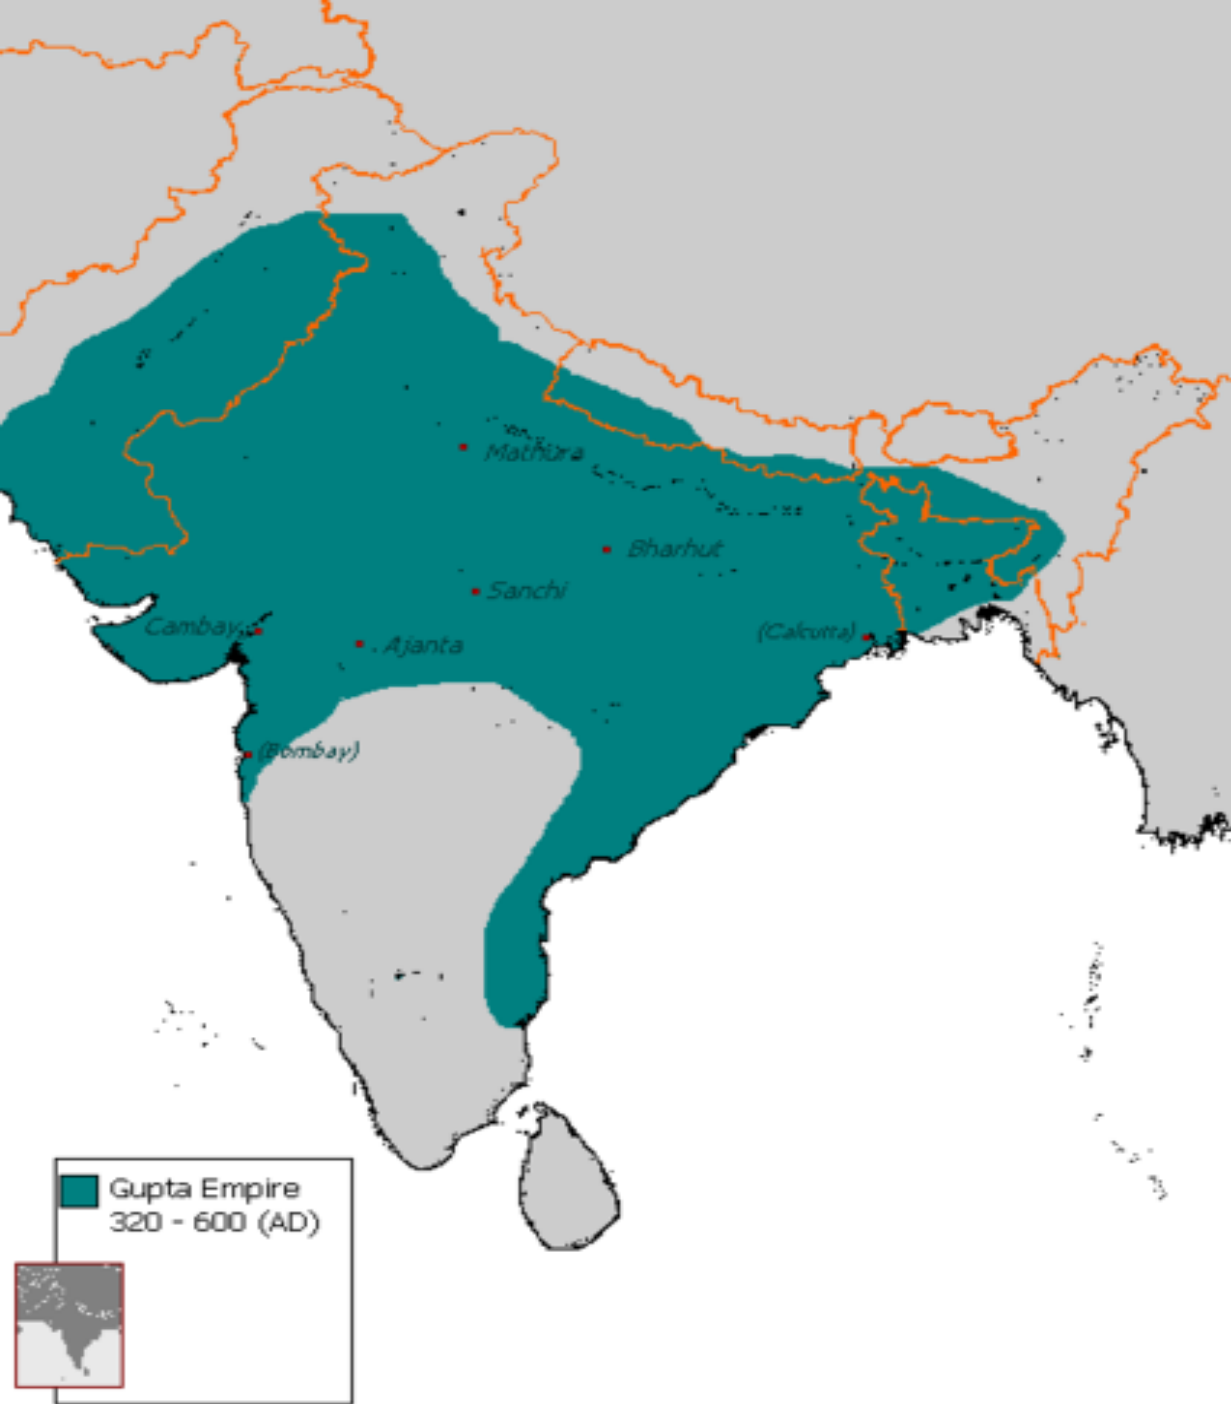 Mathura
Bharhut
Sanchi
Cambay
Ajanta
(Calcutta)
(Bombay)
Gupta Empire
320 - 600 (AD)